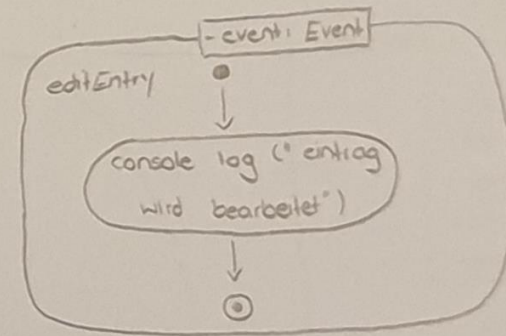 - event: Event
editEntry
console log (" eintrag
wird bearbeitet")